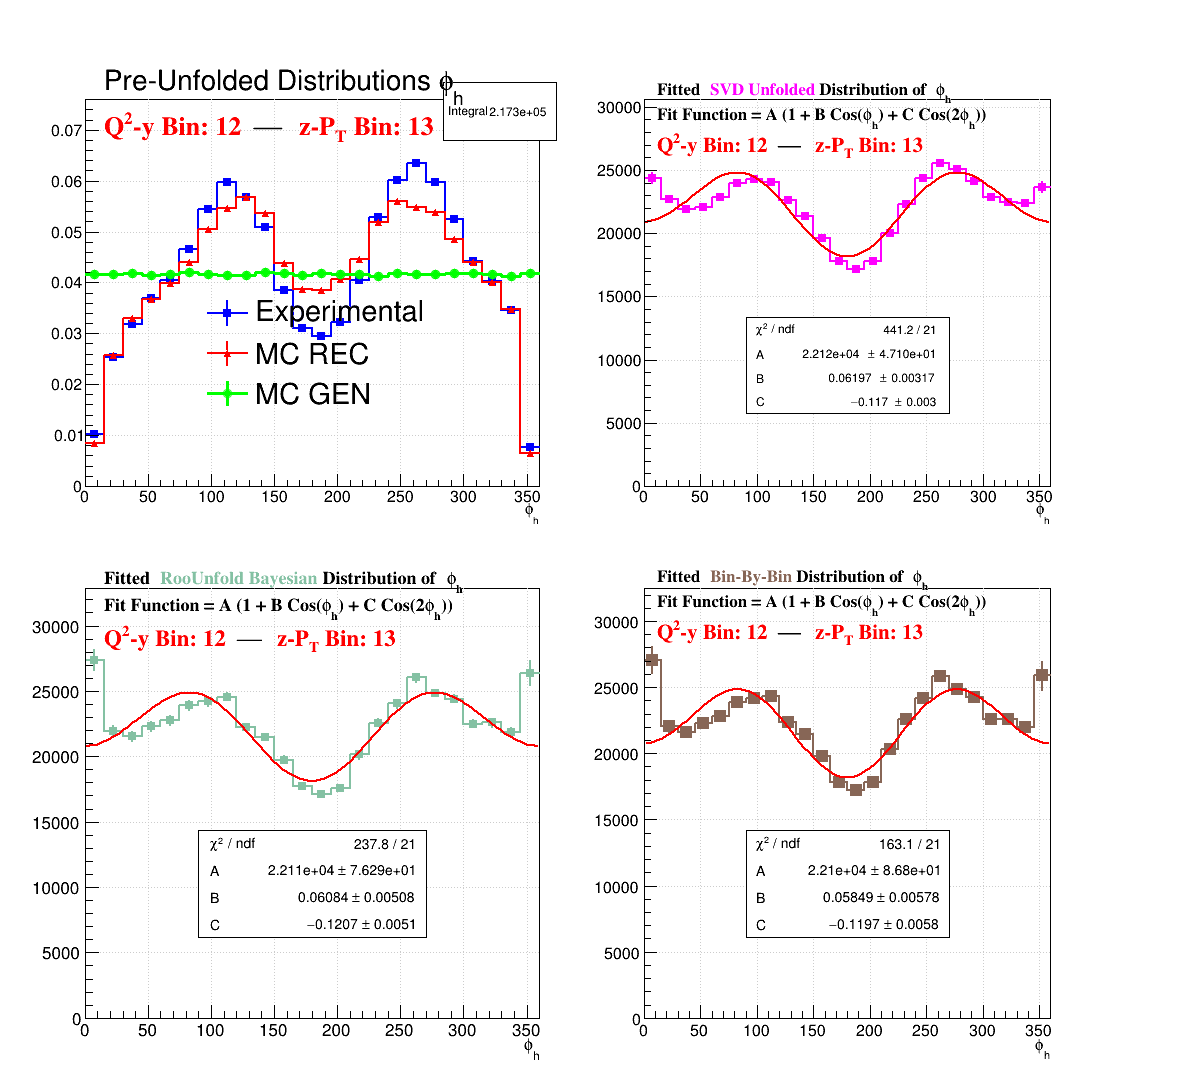 Pre-Unfolded Distributions ϕh
Integral 2.173e+05
Q²-y Bin: 12 — z-PT Bin: 13
0.07
0.06
0.05
0.04
0.03
0.02
0.01
0
Experimental
MC REC
MC GEN
0 50 100 150 200 250 300 350
ϕh
Fitted SVD Unfolded Distribution of ϕh
Fit Function = A (1 + B Cos(ϕh) + C Cos(2ϕh))
Q²-y Bin: 12 — z-PT Bin: 13
30000
25000
20000
15000
10000
5000
0
χ² / ndf 441.2 / 21
A 2.212e+04 ± 4.710e+01
B 0.06197 ± 0.00317
C −0.117 ± 0.003
0 50 100 150 200 250 300 350
ϕh
Fitted RooUnfold Bayesian Distribution of ϕh
Fit Function = A (1 + B Cos(ϕh) + C Cos(2ϕh))
Q²-y Bin: 12 — z-PT Bin: 13
30000
25000
20000
15000
10000
5000
0
χ² / ndf 237.8 / 21
A 2.211e+04 ± 7.629e+01
B 0.06084 ± 0.00508
C −0.1207 ± 0.0051
0 50 100 150 200 250 300 350
ϕh
Fitted Bin-By-Bin Distribution of ϕh
Fit Function = A (1 + B Cos(ϕh) + C Cos(2ϕh))
Q²-y Bin: 12 — z-PT Bin: 13
30000
25000
20000
15000
10000
5000
0
χ² / ndf 163.1 / 21
A 2.21e+04 ± 8.68e+01
B 0.05849 ± 0.00578
C −0.1197 ± 0.0058
0 50 100 150 200 250 300 350
ϕh